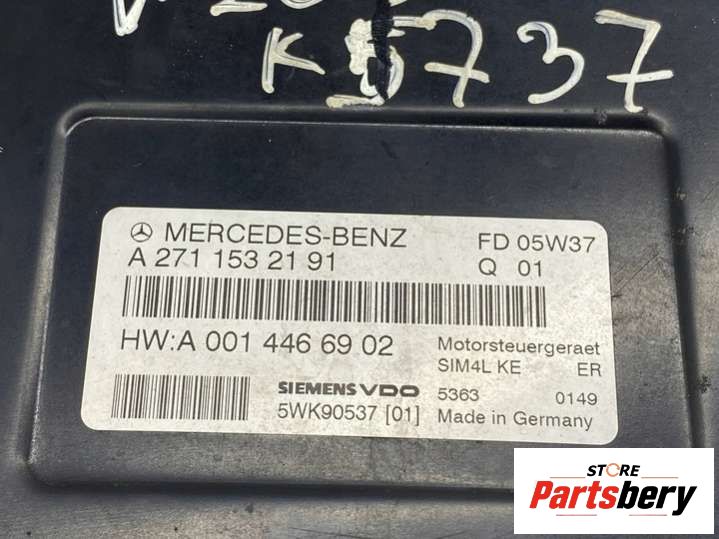 K5737
MERCEDES-BENZ
A 271 153 21 91
FD 05W37
Q 01
HW:A 001 446 69 02
Motorsteuergeraet
SIM4L KE ER
SIEMENS VDO
5WK90537 [01]
5363 0149
Made in Germany
STORE
Partsbery